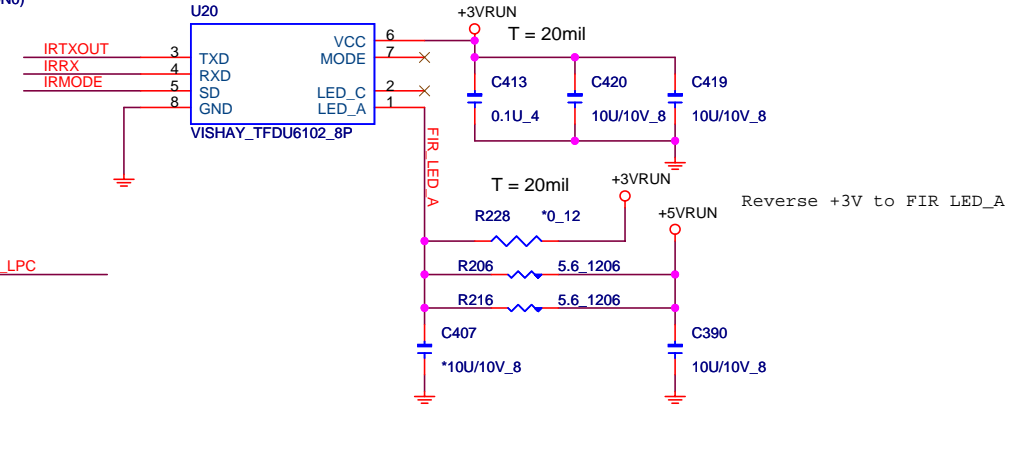 U20
+3VRUN
T = 20mil
IRTXOUT 3 TXD VCC 6
IRRX 4 RXD MODE 7
IRMODE 5 SD LED_C 2
8 GND LED_A 1
VISHAY_TFDU6102_8P
C413 C420 C419
0.1U_4 10U/10V_8 10U/10V_8
FIR_LED_A
T = 20mil +3VRUN
Reverse +3V to FIR LED_A
+5VRUN
R228 *0_12
_LPC
R206 5.6_1206
R216 5.6_1206
C407 C390
*10U/10V_8 10U/10V_8